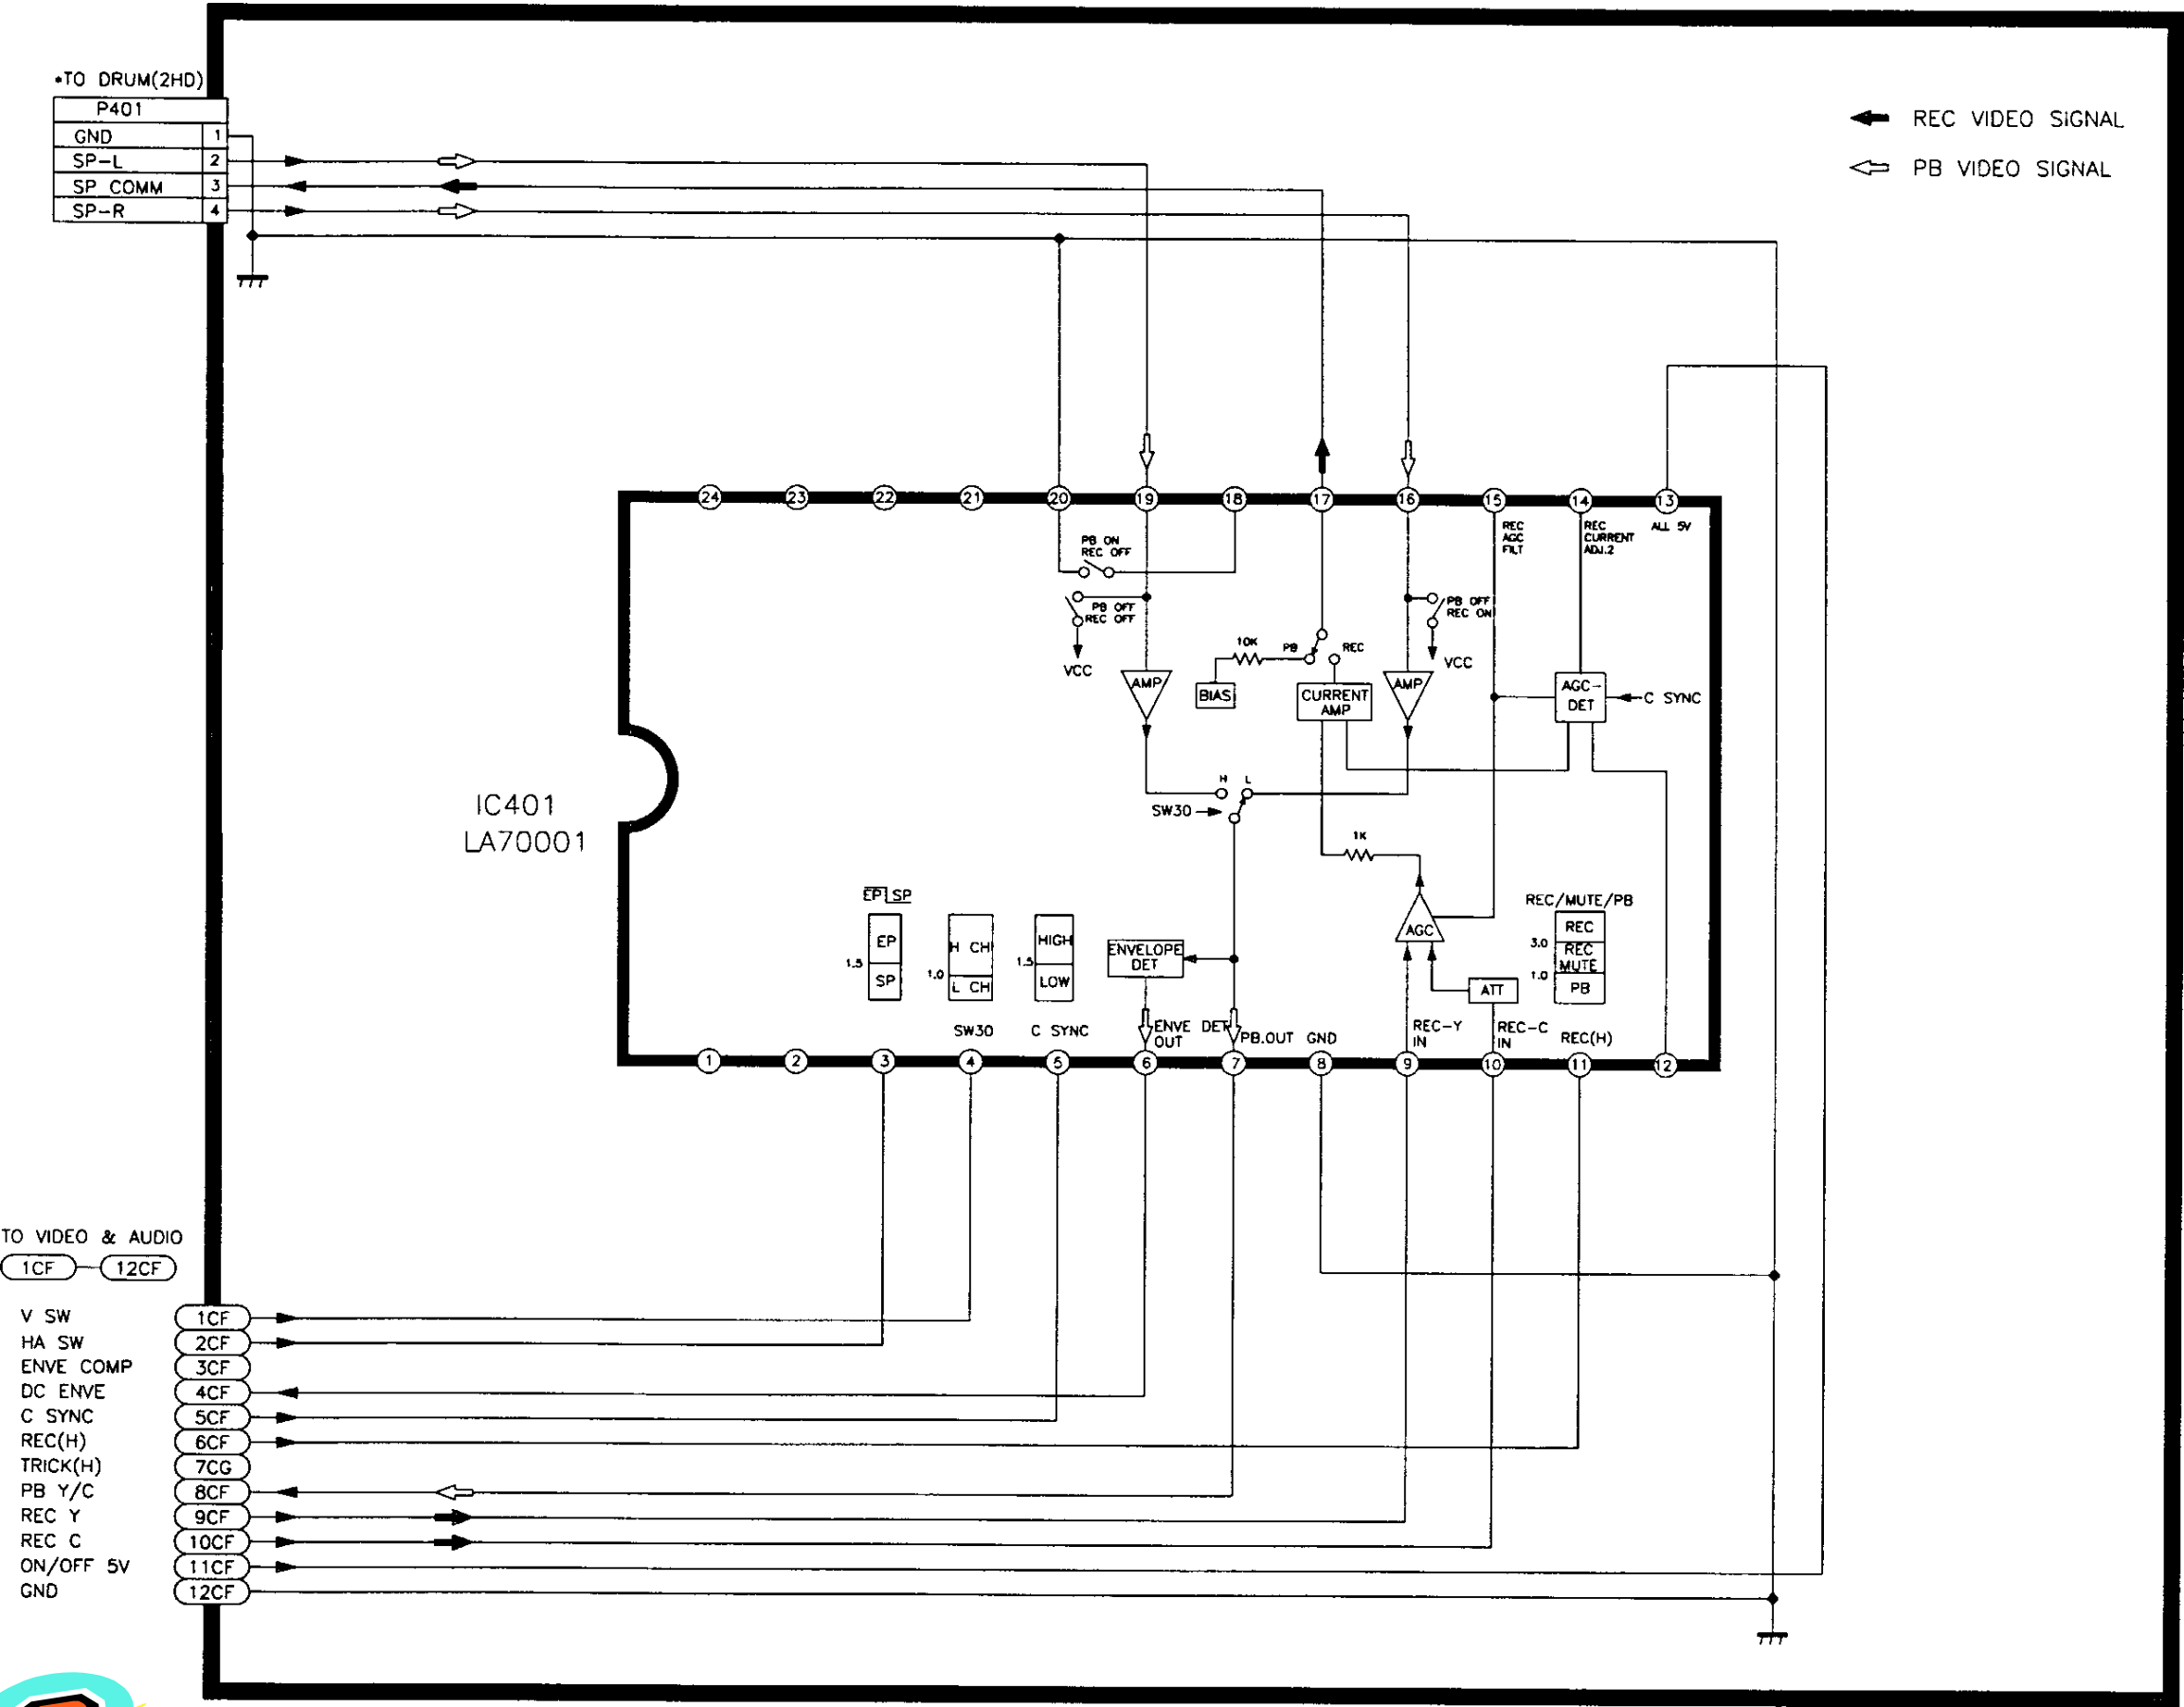 •TO DRUM(2HD)
P401
GND 1
SP-L 2
SP COMM 3
SP-R 4
REC VIDEO SIGNAL
PB VIDEO SIGNAL
24 23 22 21 20 19 18 17 16 15 14 13
REC
AGC
FILT
REC
CURRENT
ADJ.2
ALL 5V
PB ON
REC OFF
PB OFF
REC OFF
VCC
PB OFF
REC ON
VCC
10K
PB
REC
AMP
BIAS
CURRENT
AMP
AMP
AGC-
DET
C SYNC
H L
SW30
1K
IC401
LA70001
EP SP
EP
1.5
SP
H CH
1.0
L CH
HIGH
1.5
LOW
ENVELOPE
DET
AGC
ATT
REC/MUTE/PB
REC
3.0
REC
MUTE
1.0
PB
SW30
C SYNC
ENVE DET
OUT
PB.OUT
GND
REC-Y
IN
REC-C
IN
REC(H)
1 2 3 4 5 6 7 8 9 10 11 12
TO VIDEO & AUDIO
1CF 12CF
V SW 1CF
HA SW 2CF
ENVE COMP 3CF
DC ENVE 4CF
C SYNC 5CF
REC(H) 6CF
TRICK(H) 7CG
PB Y/C 8CF
REC Y 9CF
REC C 10CF
ON/OFF 5V 11CF
GND 12CF